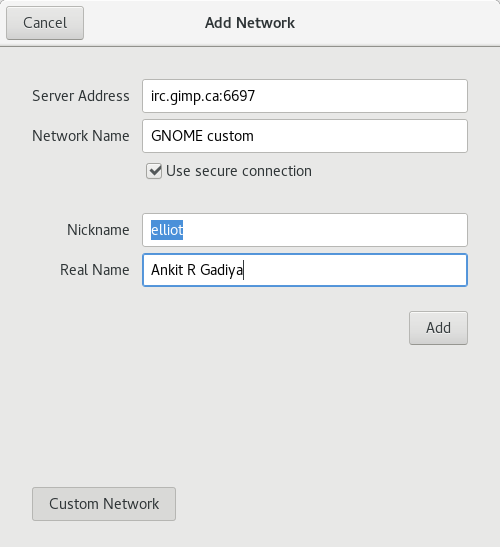 Cancel
Add Network
Server Address irc.gimp.ca:6697
Network Name GNOME custom
Use secure connection
Nickname elliot
Real Name Ankit R Gadiya
Add
Custom Network